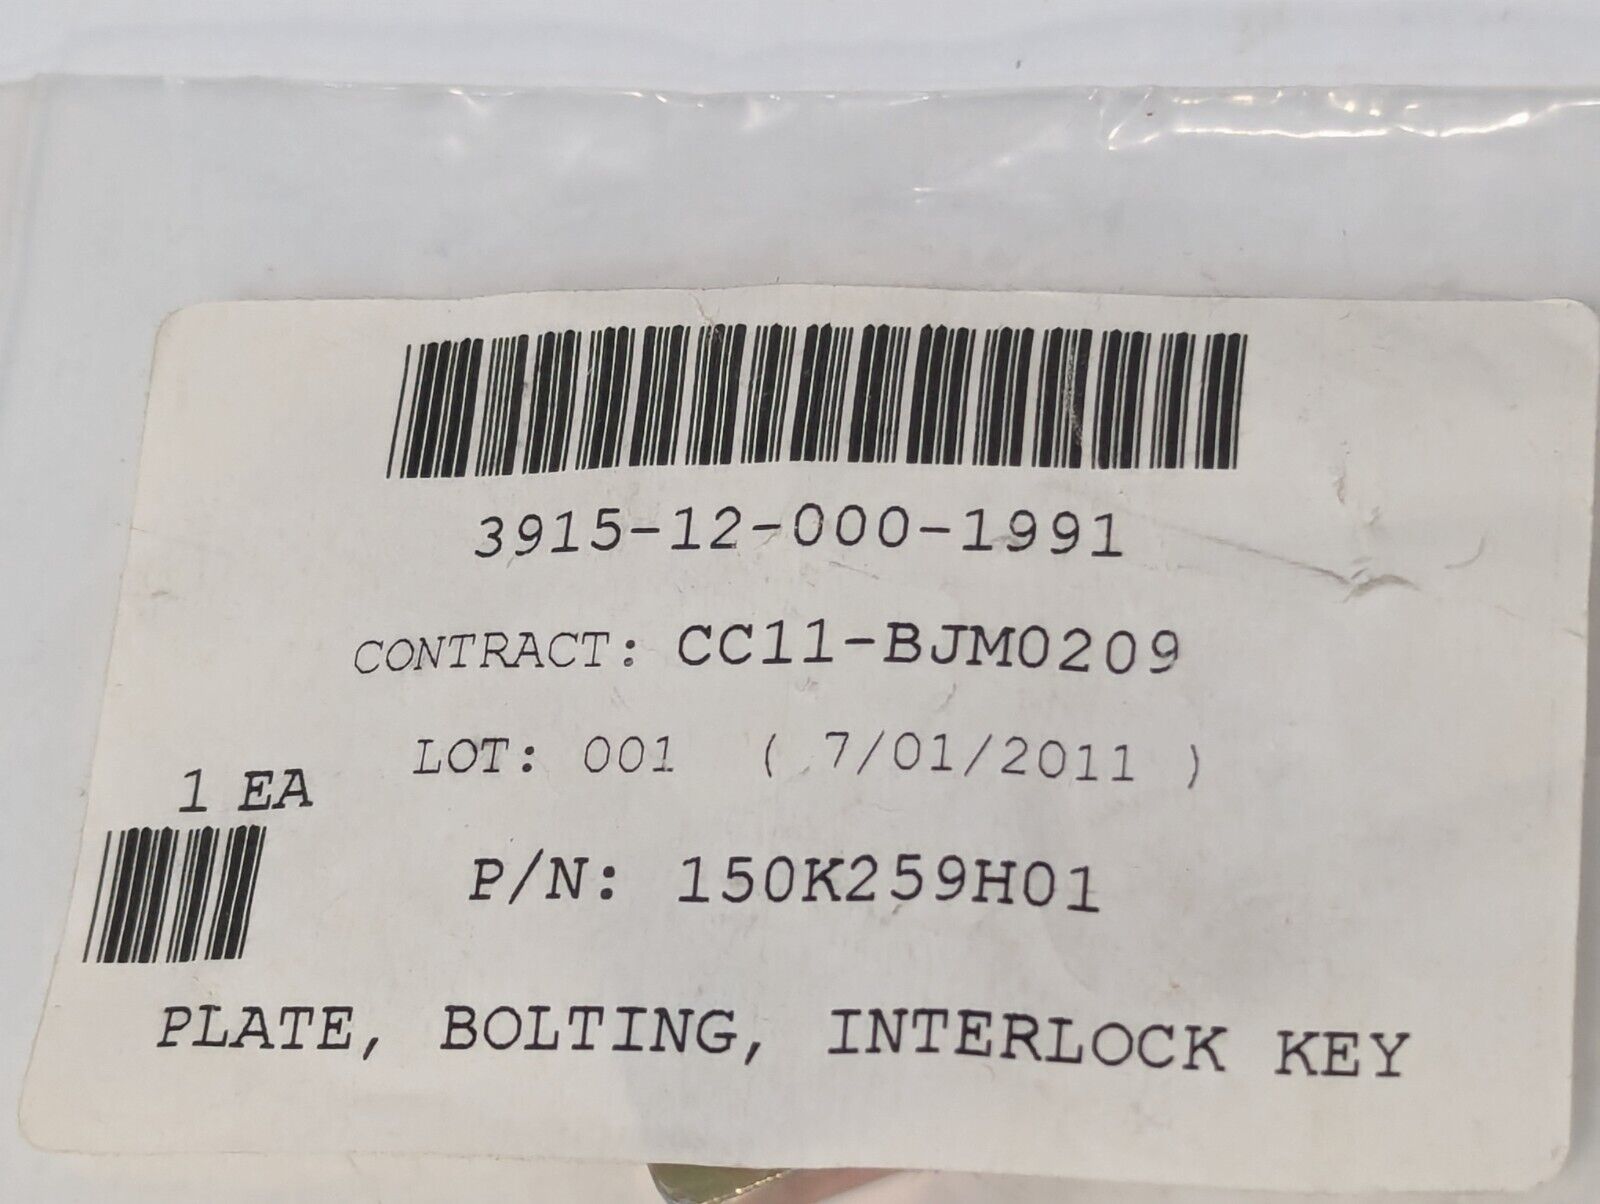 3915-12-000-1991
CONTRACT: CC11-BJM0209
LOT: 001 ( 7/01/2011 )
1 EA
P/N: 150K259H01
PLATE, BOLTING, INTERLOCK KEY